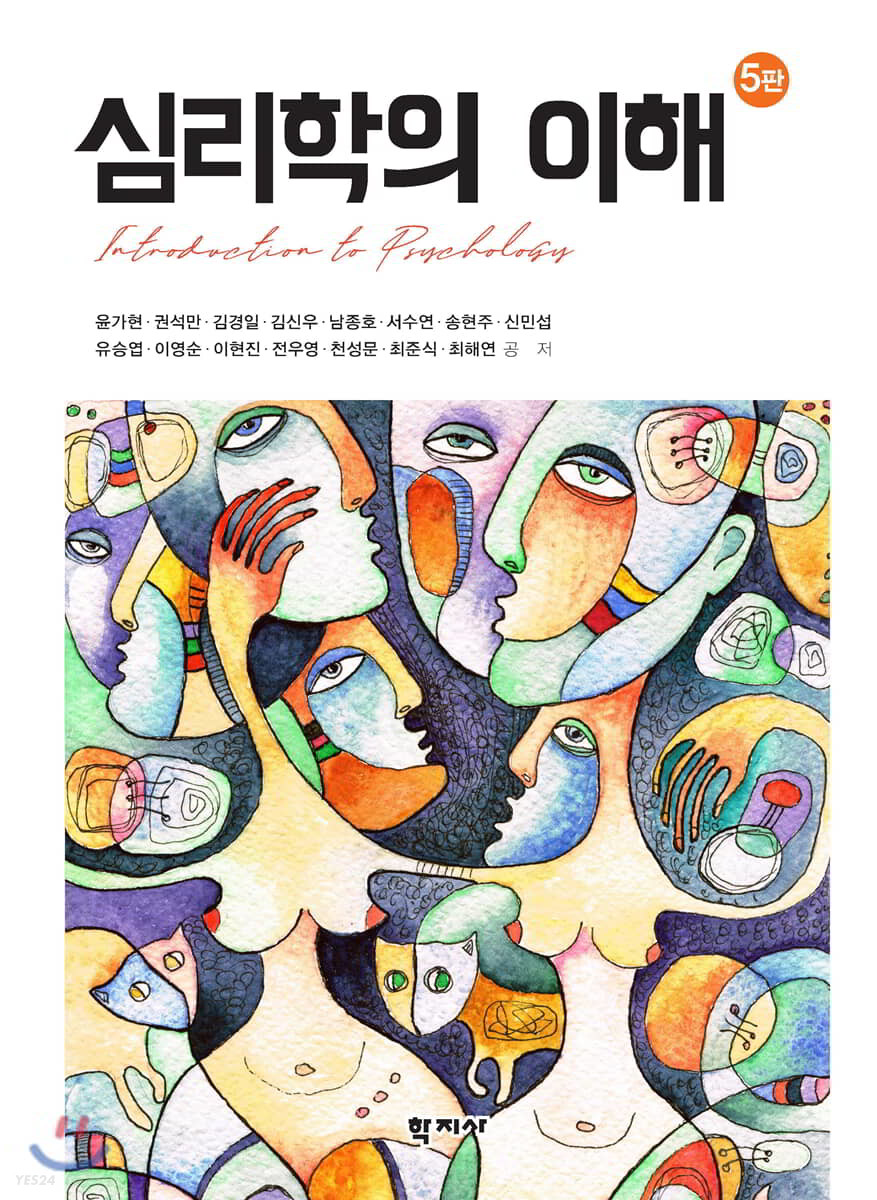 5판
심리학의 이해
Introduction to Psychology
윤가현 · 권석만 · 김경일 · 김신우 · 남종호 · 서수연 · 송현주 · 신민섭
유승엽 · 이영순 · 이현진 · 전우영 · 천성문 · 최준식 · 최해연 공 저
학지사
YES24